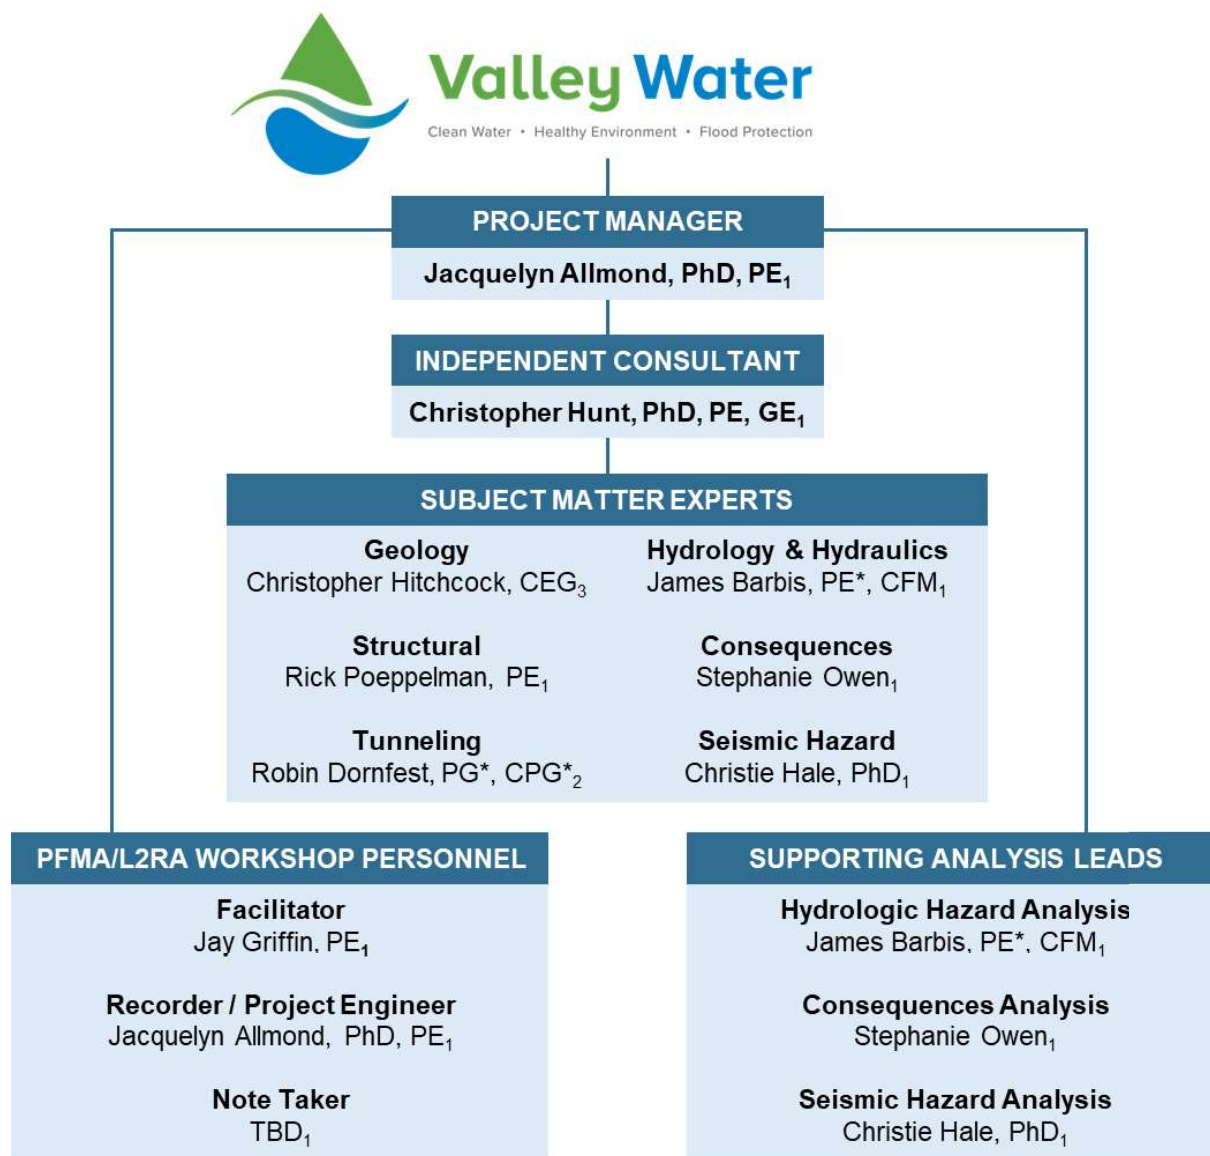 Valley Water
Clean Water • Healthy Environment • Flood Protection
PROJECT MANAGER
Jacquelyn Allmond, PhD, PE1
INDEPENDENT CONSULTANT
Christopher Hunt, PhD, PE, GE1
SUBJECT MATTER EXPERTS
Geology
Christopher Hitchcock, CEG3
Hydrology & Hydraulics
James Barbis, PE*, CFM1
Structural
Rick Poeppelman, PE1
Consequences
Stephanie Owen1
Tunneling
Robin Dornfest, PG*, CPG*2
Seismic Hazard
Christie Hale, PhD1
PFMA/L2RA WORKSHOP PERSONNEL
Facilitator
Jay Griffin, PE1
Recorder / Project Engineer
Jacquelyn Allmond, PhD, PE1
Note Taker
TBD1
SUPPORTING ANALYSIS LEADS
Hydrologic Hazard Analysis
James Barbis, PE*, CFM1
Consequences Analysis
Stephanie Owen1
Seismic Hazard Analysis
Christie Hale, PhD1